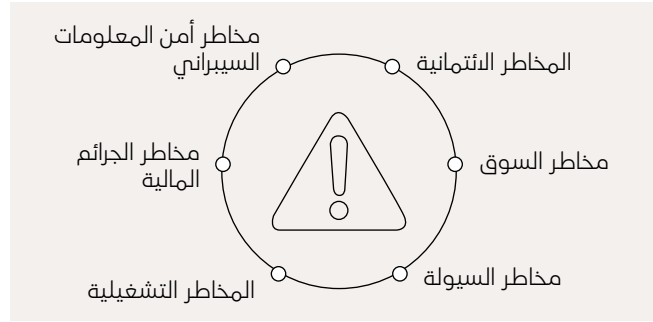 المخاطر الائتمانية
مخاطر السوق
مخاطر السيولة
المخاطر التشغيلية
مخاطر الجرائم
المالية
مخاطر أمن المعلومات
السيبراني